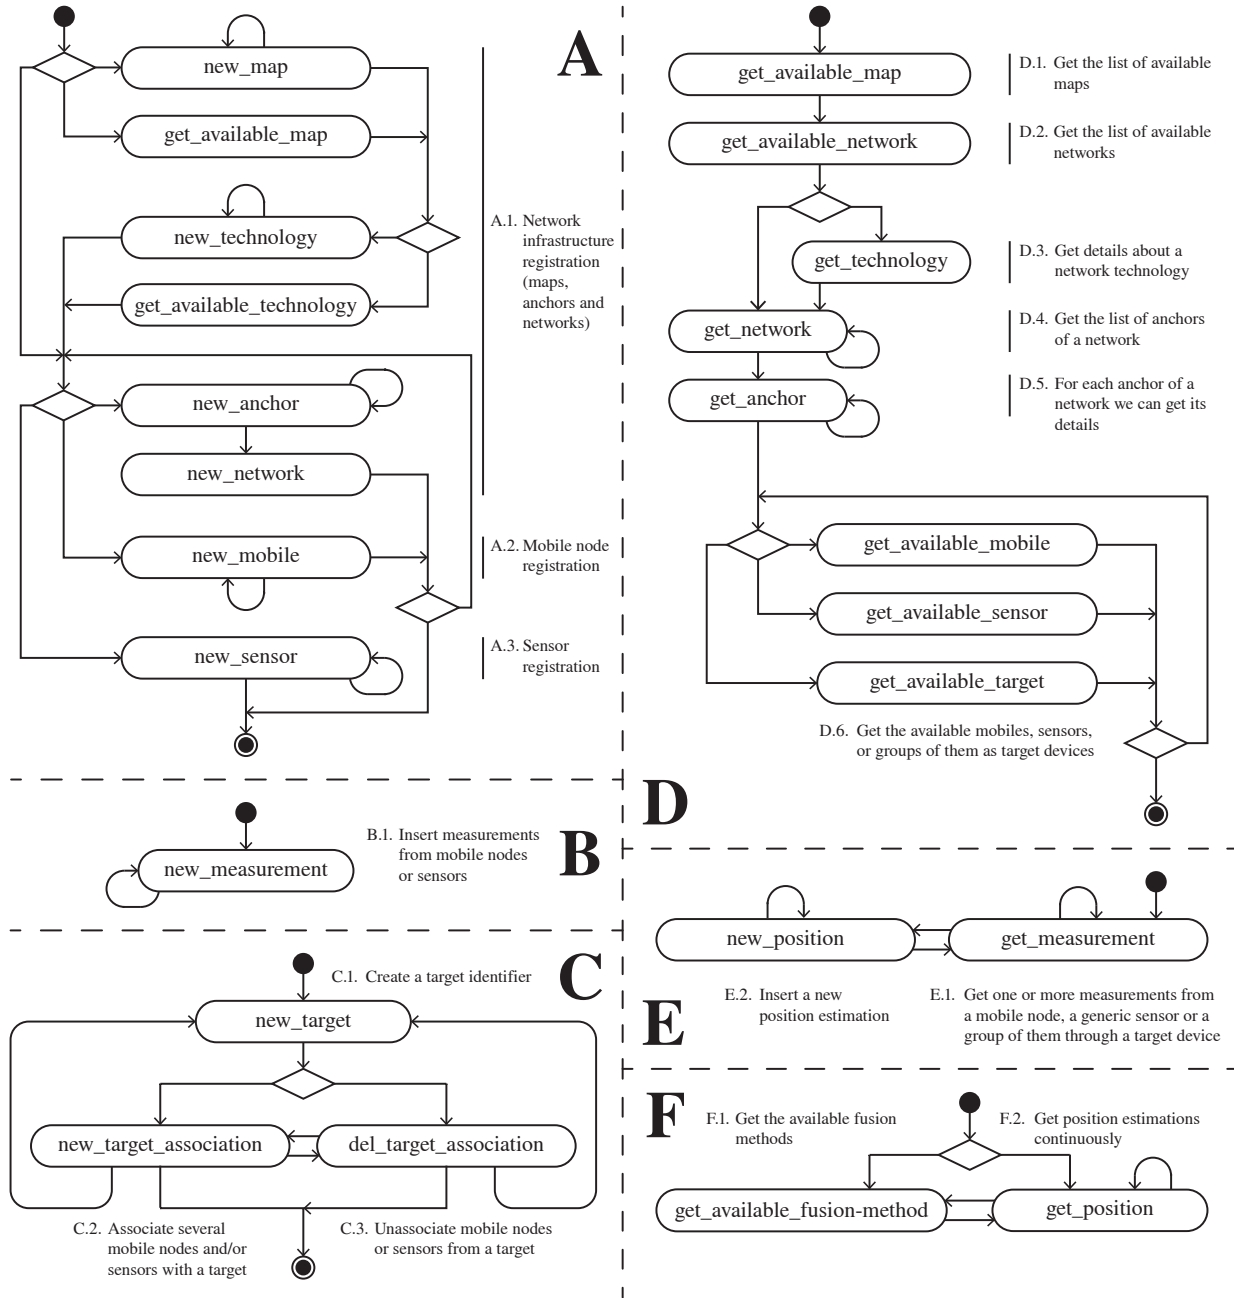 A
new_map
get_available_map
new_technology
get_available_technology
A.1. Network
infrastructure
registration
(maps,
anchors and
networks)
new_anchor
new_network
new_mobile
A.2. Mobile node
registration
new_sensor
A.3. Sensor
registration
B
B.1. Insert measurements
from mobile nodes
or sensors
new_measurement
C
C.1. Create a target identifier
new_target
new_target_association
del_target_association
C.2. Associate several
mobile nodes and/or
sensors with a target
C.3. Unassociate mobile nodes
or sensors from a target
get_available_map
D.1. Get the list of available
maps
get_available_network
D.2. Get the list of available
networks
get_technology
D.3. Get details about a
network technology
get_network
D.4. Get the list of anchors
of a network
get_anchor
D.5. For each anchor of a
network we can get its
details
get_available_mobile
get_available_sensor
get_available_target
D.6. Get the available mobiles, sensors,
or groups of them as target devices
D
new_position
get_measurement
E
E.2. Insert a new
position estimation
E.1. Get one or more measurements from
a mobile node, a generic sensor or a
group of them through a target device
F
F.1. Get the available fusion
methods
F.2. Get position estimations
continuously
get_available_fusion-method
get_position